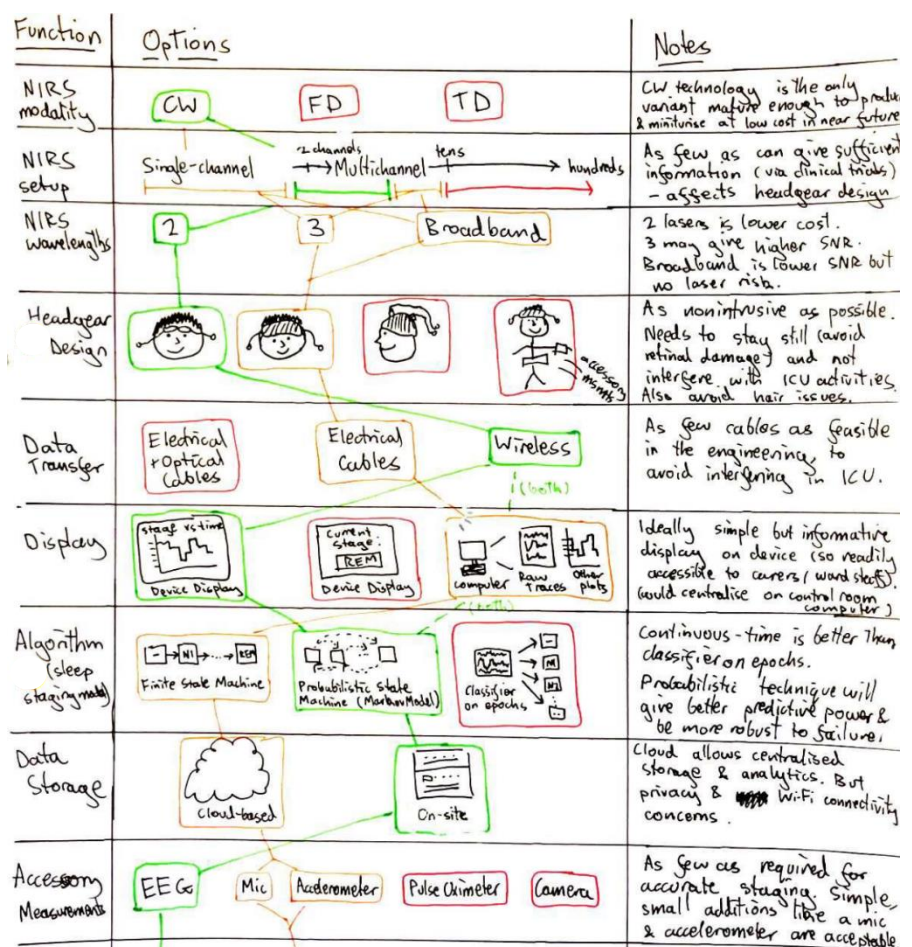 Function
Options
Notes
NIRS
modality
CW
FD
TD
CW technology is the only
variant mature enough to produce
& miniturise at low cost in near future
NIRS
setup
Single-channel
2 channels
Multichannel
tens
hundreds
As few as can give sufficient
information (via clinical trials)
- affects headgear design
NIRS
wavelengths
2
3
Broadband
2 lasers is lower cost.
3 may give higher SNR.
Broadband is lower SNR but
no laser risk.
Headgear
Design
accessory
msmts
As nonintrusive as possible.
Needs to stay still (avoid
retinal damage) and not
interfere with ICU activities.
Also avoid hair issues.
Data
Transfer
Electrical
+ Optical
Cables
Electrical
Cables
Wireless
(both)
As few cables as feasible
in the engineering, to
avoid interfering in ICU.
Display
stage vs time
Device Display
Current
Stage:
REM
Device Display
Computer
Raw
Traces
Other
plots
(both)
Ideally simple but informative
display on device (so readily
accessible to carers / ward staff).
(would centralise on control room
computer)
Algorithm
(sleep
staging model)
N1
REM
Finite State Machine
Probabilistic State
Machine (Markov Model)
Classifier
on epochs
Continuous-time is better than
classifier on epochs.
Probabilistic technique will
give better predictive power &
be more robust to failure.
Data
Storage
Cloud-based
On-site
Cloud allows centralised
storage & analytics. But
privacy & Wi-Fi connectivity
concerns.
Accessory
Measurements
EEG
Mic
Accelerometer
Pulse Oximeter
Camera
As few as required for
accurate staging. Simple,
small additions like a mic
& accelerometer are acceptable